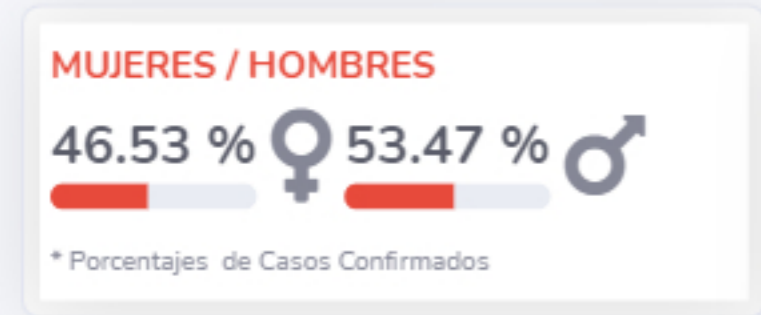 MUJERES / HOMBRES
46.53 % 53.47 %
* Porcentajes de Casos Confirmados